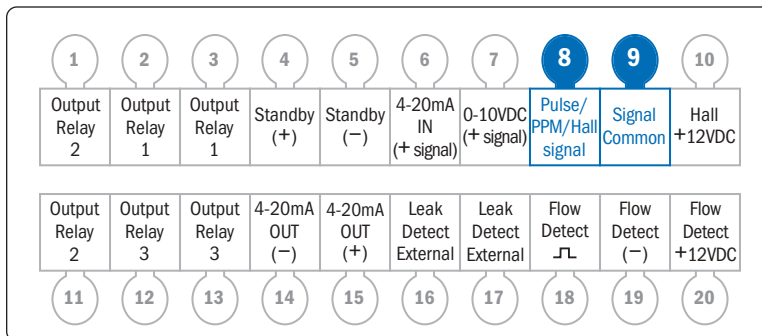 1 2 3 4 5 6 7 8 9 10
Output Relay 2
Output Relay 1
Output Relay 1
Standby (+)
Standby (−)
4-20mA IN (+ signal)
0-10VDC (+ signal)
Pulse/ PPM/Hall signal
Signal Common
Hall +12VDC
Output Relay 2
Output Relay 3
Output Relay 3
4-20mA OUT (−)
4-20mA OUT (+)
Leak Detect External
Leak Detect External
Flow Detect
Flow Detect (−)
Flow Detect +12VDC
11 12 13 14 15 16 17 18 19 20